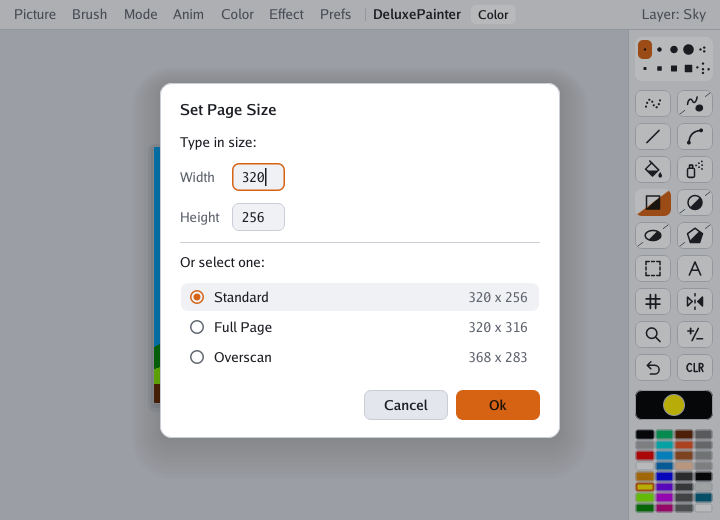 Picture Brush Mode Anim Color Effect Prefs DeluxePainter Color Layer: Sky
Set Page Size
Type in size:
Width 320
Height 256
Or select one:
Standard 320 x 256
Full Page 320 x 316
Overscan 368 x 283
Cancel Ok
A
+/-
CLR